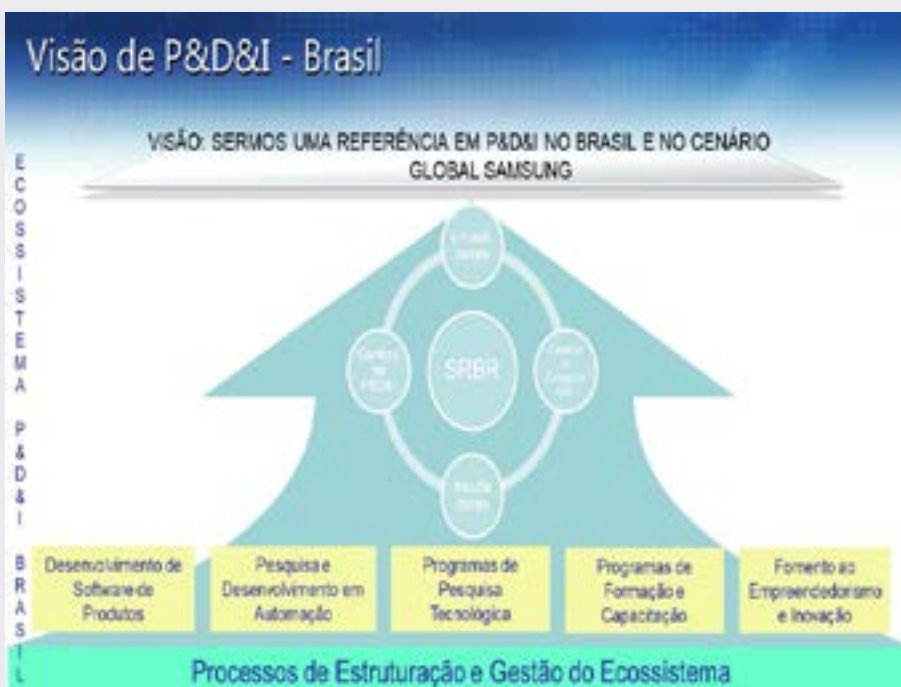 Visão de P&D&I - Brasil
VISÃO: SERMOS UMA REFERÊNCIA EM P&D&I NO BRASIL E NO CENÁRIO
GLOBAL SAMSUNG
ECOSSISTEMA P&D&I BRASIL
SRBR
Desenvolvimento de
Software de
Produtos
Pesquisa e
Desenvolvimento em
Automação
Programas de
Pesquisa
Tecnológica
Programas de
Formação e
Capacitação
Fomento ao
Empreendedorismo
e Inovação
Processos de Estruturação e Gestão do Ecossistema